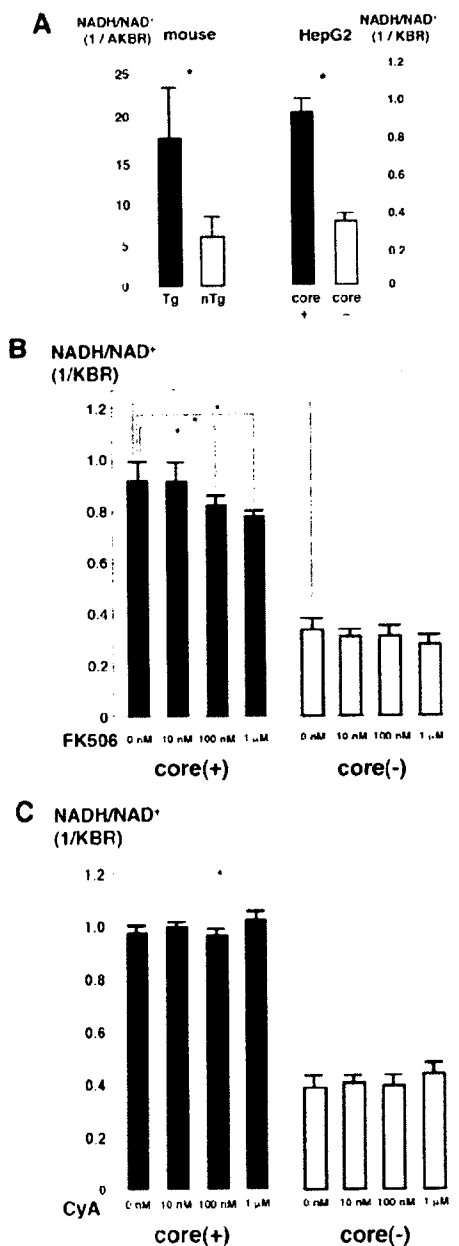 A
NADH/NAD⁺
(1/AKBR)
mouse
HepG2
NADH/NAD⁺
(1/KBR)
25
20
15
10
5
0
1.2
1.0
0.8
0.6
0.4
0.2
0
*
*
Tg nTg
core core
+ −
B
NADH/NAD⁺
(1/KBR)
1.2
1.0
0.8
0.6
0.4
0.2
0
* * *
FK506 0 nM 10 nM 100 nM 1 μM 0 nM 10 nM 100 nM 1 μM
core(+) core(-)
C
NADH/NAD⁺
(1/KBR)
1.2
1.0
0.8
0.6
0.4
0.2
0
*
CyA 0 nM 10 nM 100 nM 1 μM 0 nM 10 nM 100 nM 1 μM
core(+) core(-)